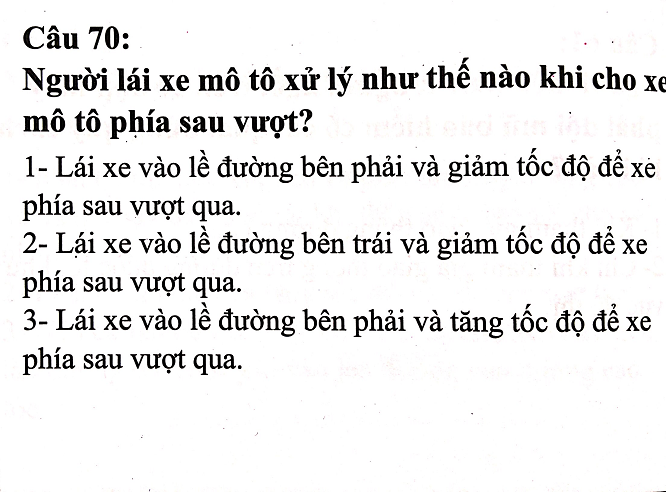 Câu 70:
Người lái xe mô tô xử lý như thế nào khi cho xe
mô tô phía sau vượt?
1- Lái xe vào lề đường bên phải và giảm tốc độ để xe
phía sau vượt qua.
2- Lái xe vào lề đường bên trái và giảm tốc độ để xe
phía sau vượt qua.
3- Lái xe vào lề đường bên phải và tăng tốc độ để xe
phía sau vượt qua.